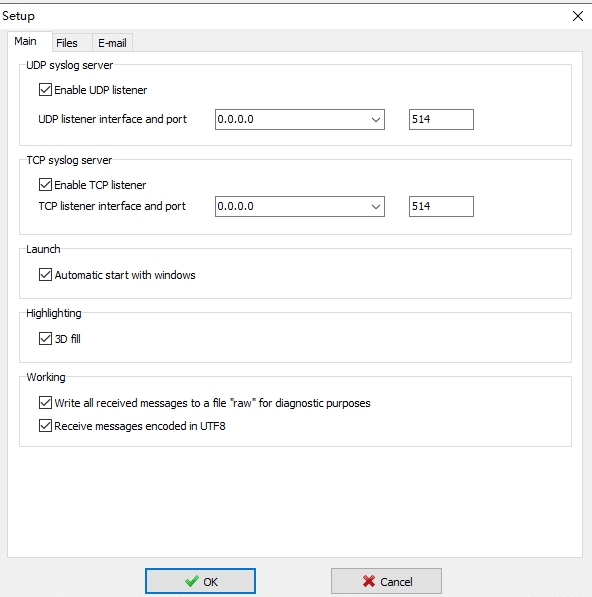 Setup
Main Files E-mail
UDP syslog server
Enable UDP listener
UDP listener interface and port 0.0.0.0 514
TCP syslog server
Enable TCP listener
TCP listener interface and port 0.0.0.0 514
Launch
Automatic start with windows
Highlighting
3D fill
Working
Write all received messages to a file "raw" for diagnostic purposes
Receive messages encoded in UTF8
OK Cancel